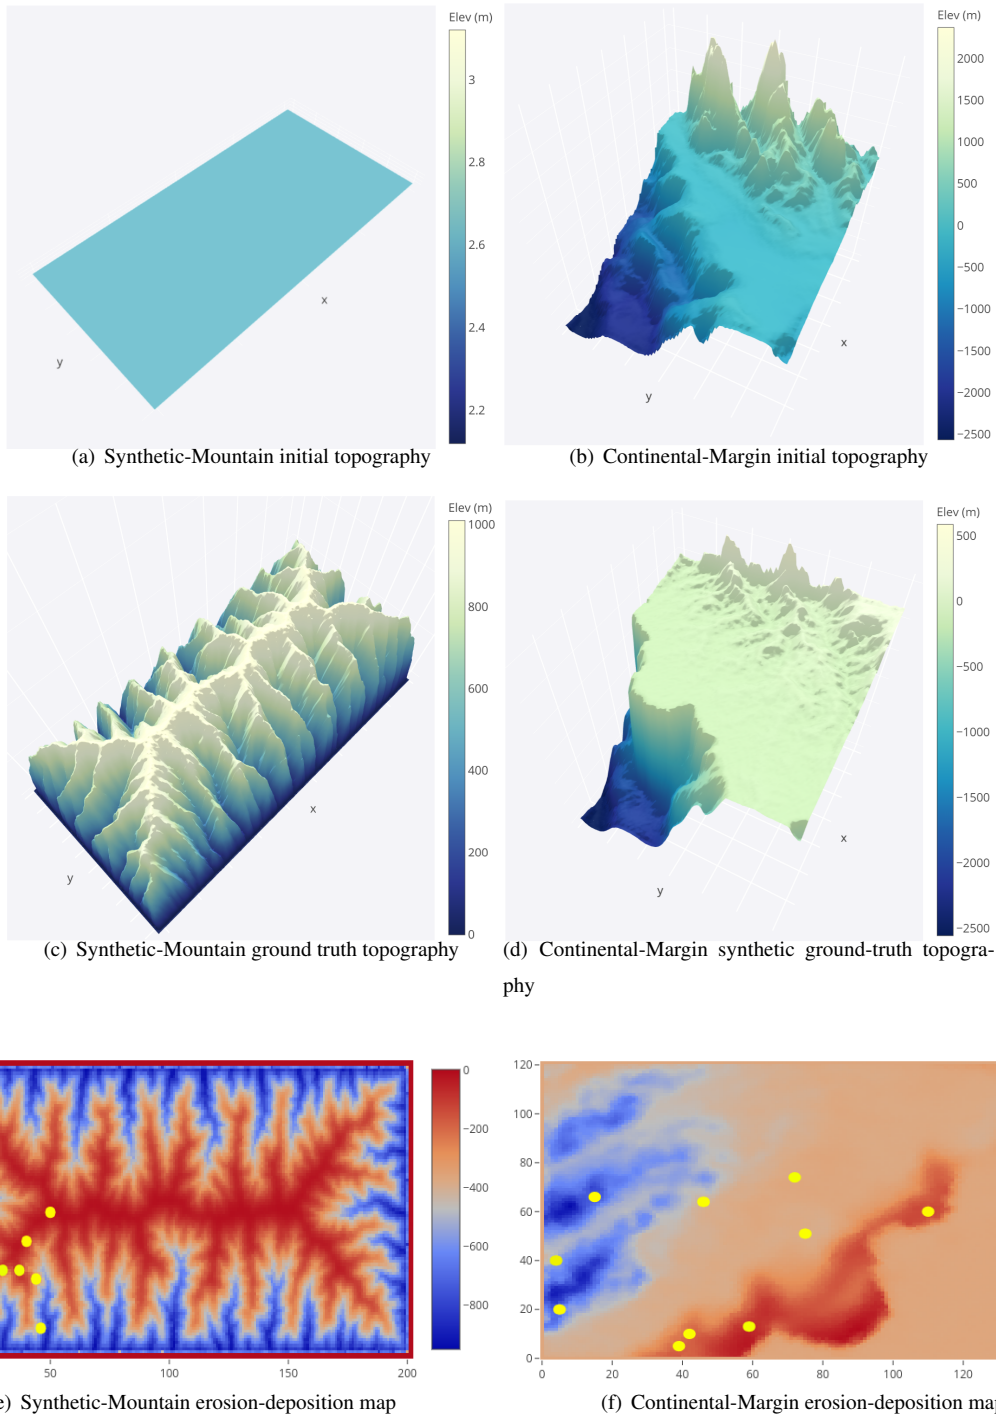 Elev (m)
3
2.8
2.6
2.4
2.2
x
y
(a) Synthetic-Mountain initial topography
Elev (m)
2000
1500
1000
500
0
−500
−1000
−1500
−2000
−2500
x
y
(b) Continental-Margin initial topography
Elev (m)
1000
800
600
400
200
0
x
y
(c) Synthetic-Mountain ground truth topography
Elev (m)
500
0
−500
−1000
−1500
−2000
−2500
x
y
(d) Continental-Margin synthetic ground-truth topogra-
phy
0
−200
−400
−600
−800
50 100 150 200
e) Synthetic-Mountain erosion-deposition map
120
100
80
60
40
20
0
0 20 40 60 80 100 120
(f) Continental-Margin erosion-deposition map